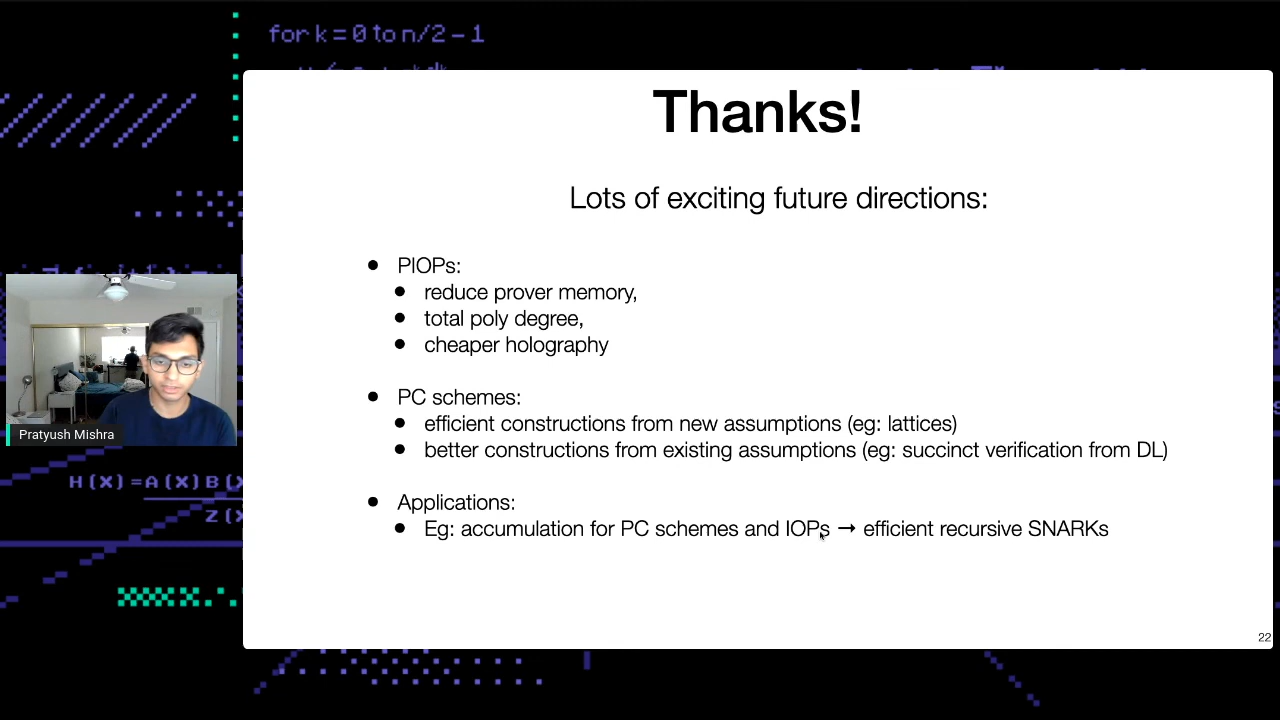 for k = 0 to n/2 - 1
Thanks!
Lots of exciting future directions:
● PIOPs:
● reduce prover memory,
● total poly degree,
● cheaper holography
● PC schemes:
● efficient constructions from new assumptions (eg: lattices)
● better constructions from existing assumptions (eg: succinct verification from DL)
● Applications:
● Eg: accumulation for PC schemes and IOPs → efficient recursive SNARKs
22
Pratyush Mishra
H(X)=A(X)B(X
Z(X